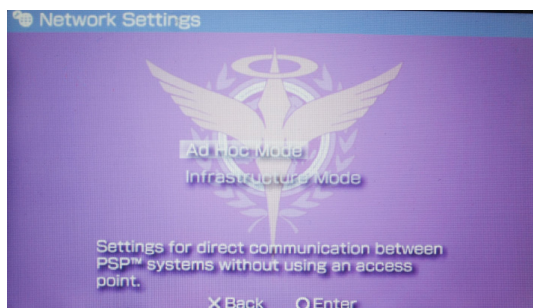 Network Settings
Ad Hoc Mode
Infrastructure Mode
Settings for direct communication between
PSP™ systems without using an access
point.
X Back O Enter